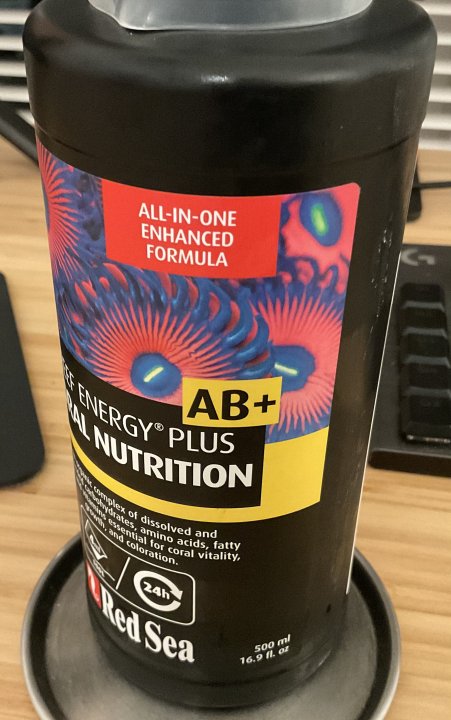 ALL-IN-ONE
ENHANCED
FORMULA
AB+
ENERGY® PLUS
NUTRITION
complex of dissolved and
carbohydrates, amino acids, fatty
essential for coral vitality,
growth, and coloration.
24h
Red Sea
500 ml
16.9 fl. oz
G